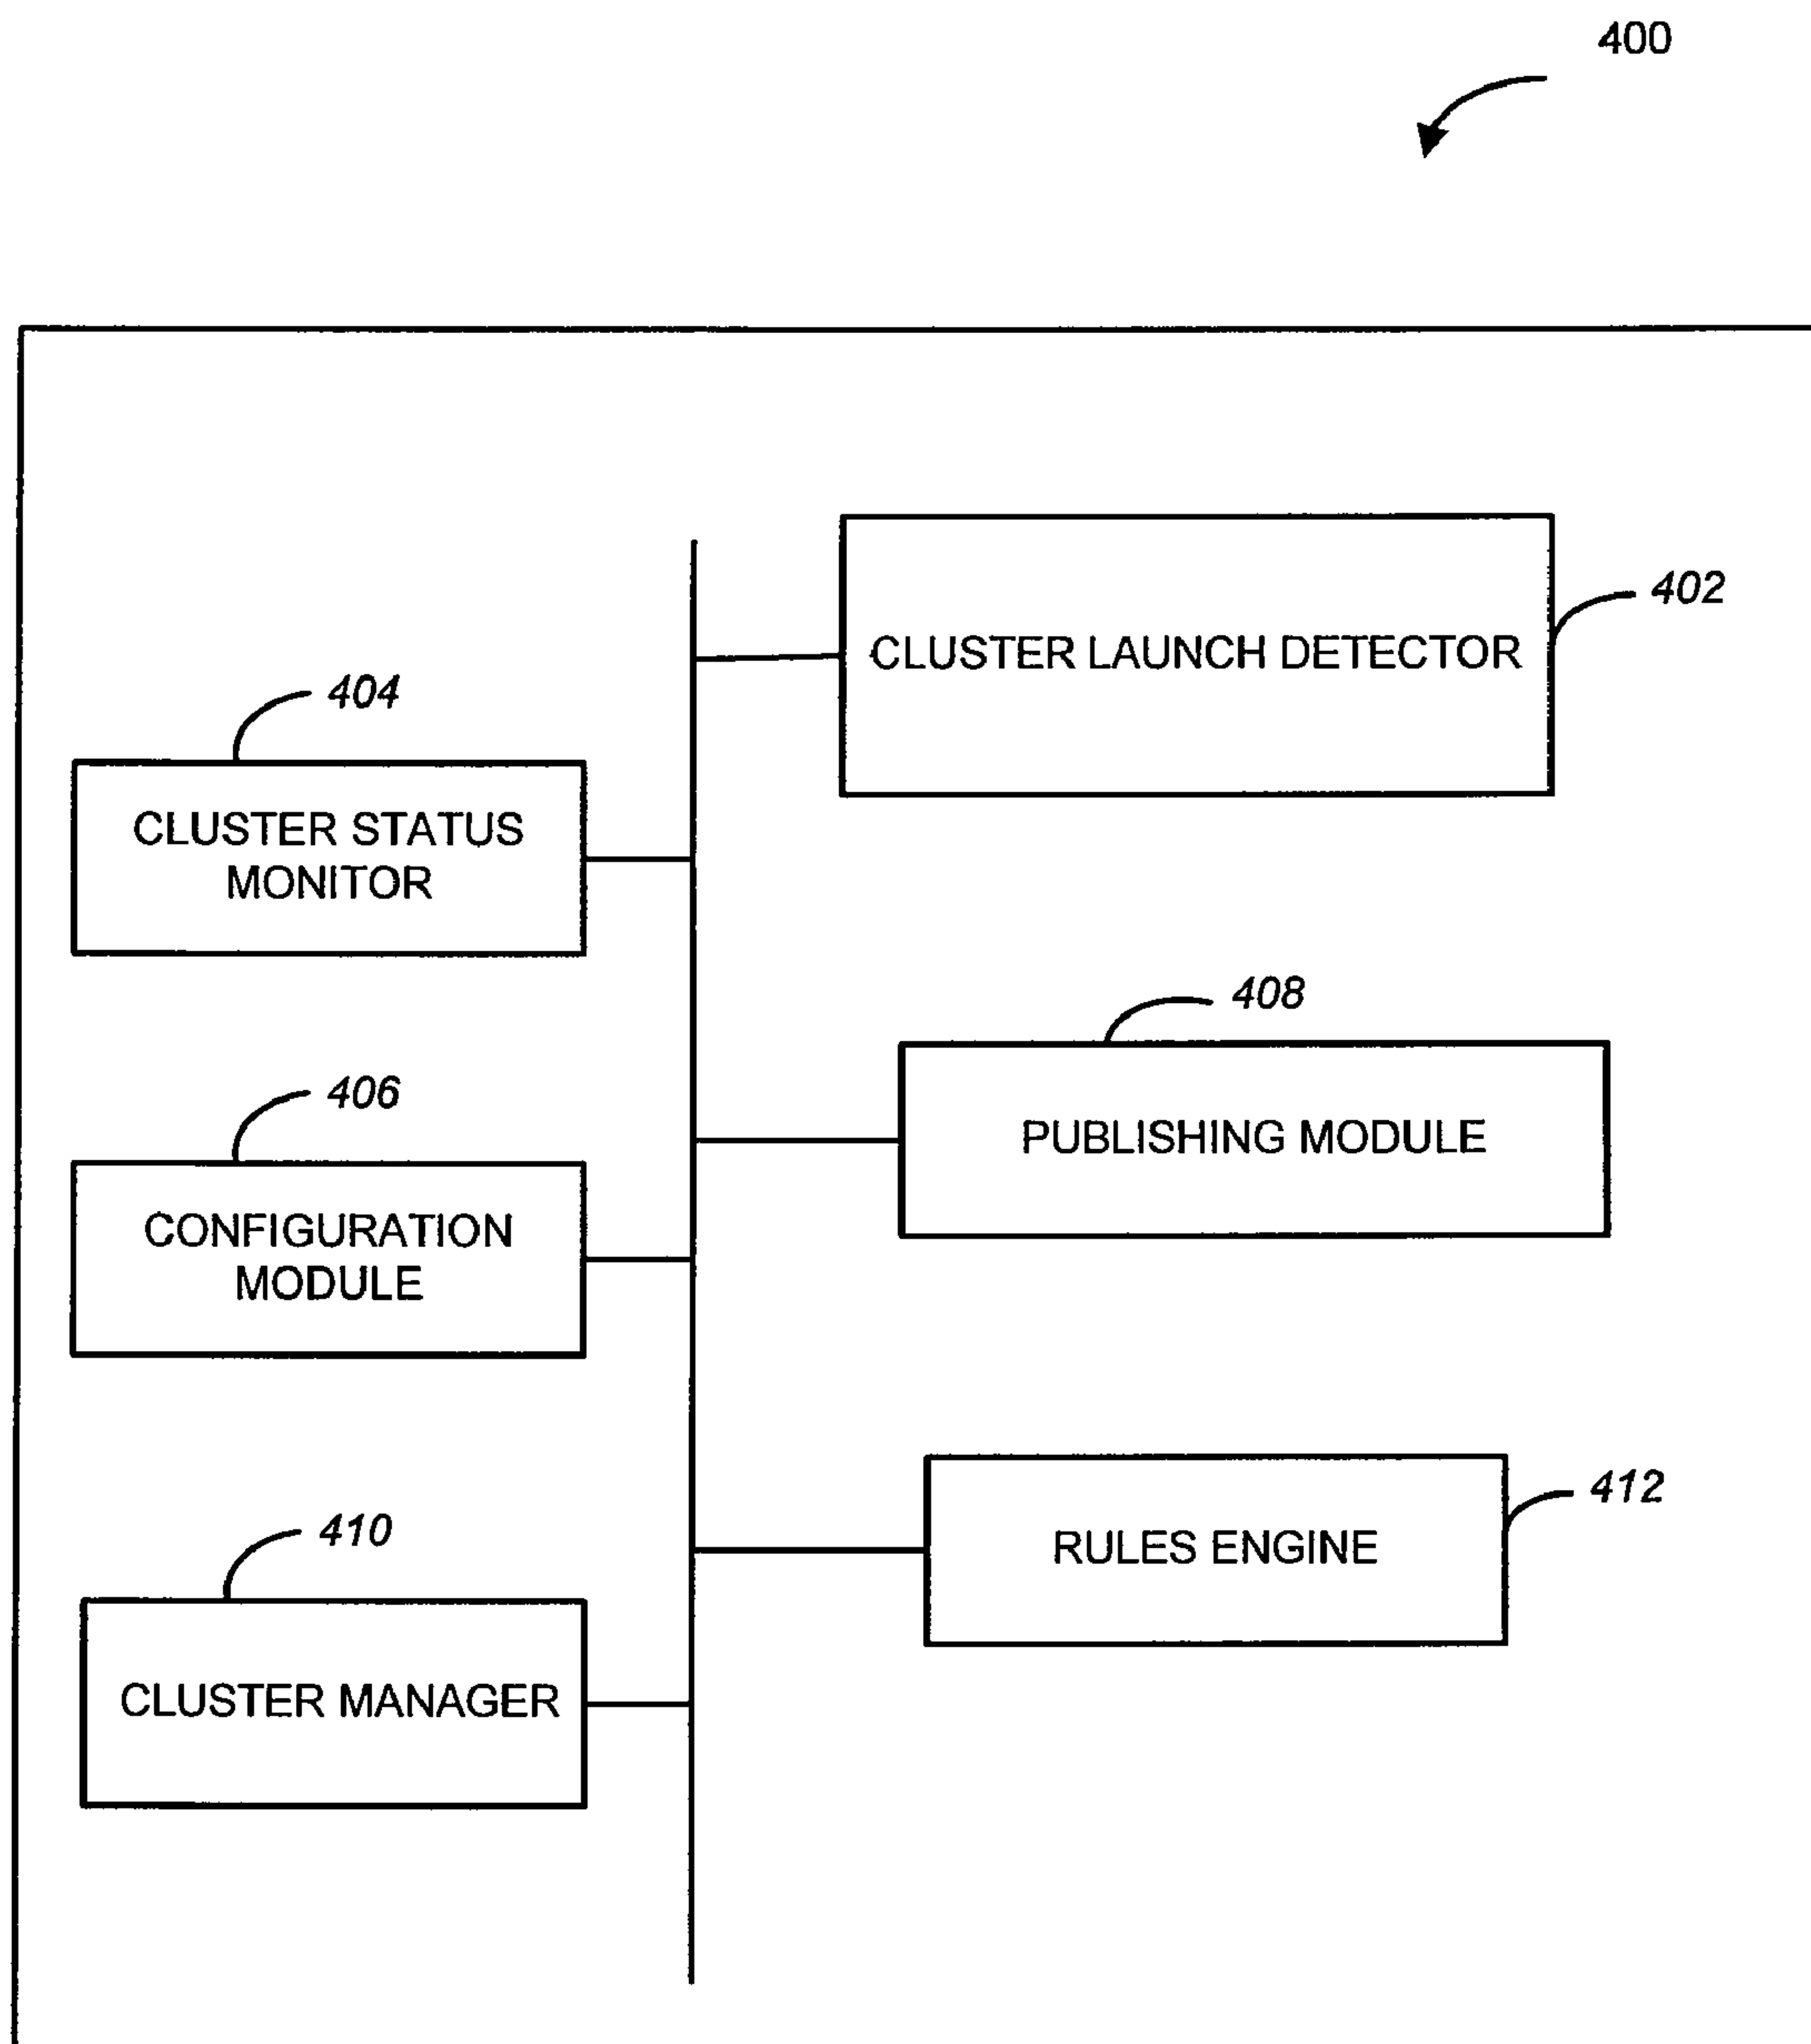 400
CLUSTER LAUNCH DETECTOR
402
404
CLUSTER STATUS
MONITOR
408
PUBLISHING MODULE
406
CONFIGURATION
MODULE
412
RULES ENGINE
410
CLUSTER MANAGER